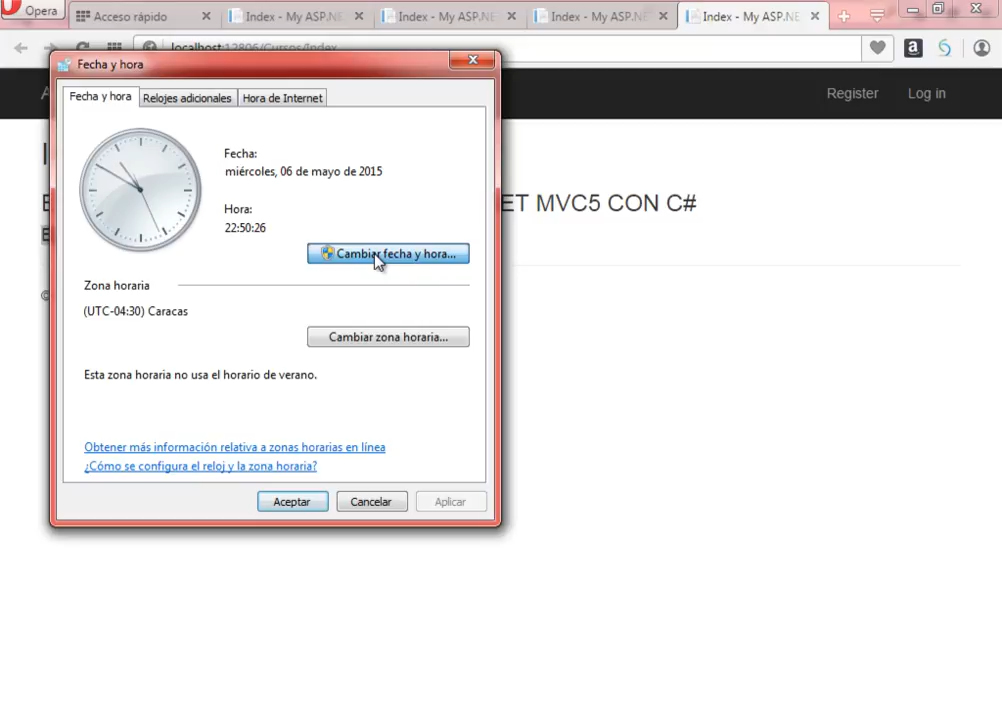 Opera
Acceso rápido
Index - My ASP.NE
Index - My ASP.NE
Index - My ASP.NE
Index - My ASP.NE
localhost:12806/Cursos/Index
Register
Log in
ET MVC5 CON C#
Fecha y hora
Fecha y hora
Relojes adicionales
Hora de Internet
Fecha:
miércoles, 06 de mayo de 2015
Hora:
22:50:26
Cambiar fecha y hora...
Zona horaria
(UTC-04:30) Caracas
Cambiar zona horaria...
Esta zona horaria no usa el horario de verano.
Obtener más información relativa a zonas horarias en línea
¿Cómo se configura el reloj y la zona horaria?
Aceptar
Cancelar
Aplicar